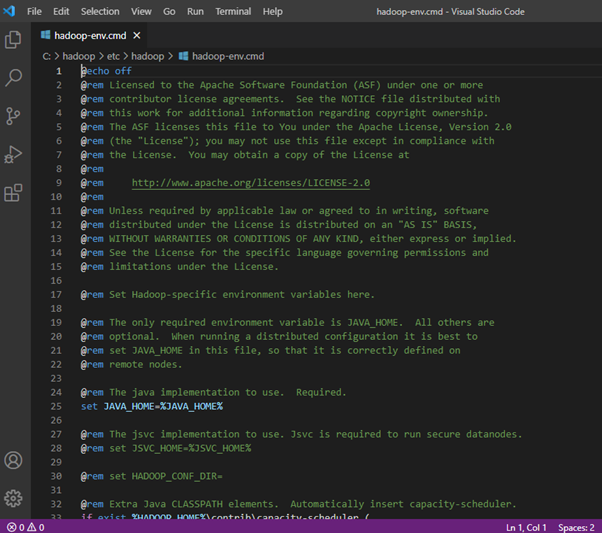 File Edit Selection View Go Run Terminal Help hadoop-env.cmd - Visual Studio Code
hadoop-env.cmd ×
C: > hadoop > etc > hadoop > hadoop-env.cmd
1 @echo off
2 @rem Licensed to the Apache Software Foundation (ASF) under one or more
3 @rem contributor license agreements.  See the NOTICE file distributed with
4 @rem this work for additional information regarding copyright ownership.
5 @rem The ASF licenses this file to You under the Apache License, Version 2.0
6 @rem (the "License"); you may not use this file except in compliance with
7 @rem the License.  You may obtain a copy of the License at
8 @rem
9 @rem     http://www.apache.org/licenses/LICENSE-2.0
10 @rem
11 @rem Unless required by applicable law or agreed to in writing, software
12 @rem distributed under the License is distributed on an "AS IS" BASIS,
13 @rem WITHOUT WARRANTIES OR CONDITIONS OF ANY KIND, either express or implied.
14 @rem See the License for the specific language governing permissions and
15 @rem limitations under the License.
16
17 @rem Set Hadoop-specific environment variables here.
18
19 @rem The only required environment variable is JAVA_HOME.  All others are
20 @rem optional.  When running a distributed configuration it is best to
21 @rem set JAVA_HOME in this file, so that it is correctly defined on
22 @rem remote nodes.
23
24 @rem The java implementation to use.  Required.
25 set JAVA_HOME=%JAVA_HOME%
26
27 @rem The jsvc implementation to use. Jsvc is required to run secure datanodes.
28 @rem set JSVC_HOME=%JSVC_HOME%
29
30 @rem set HADOOP_CONF_DIR=
31
32 @rem Extra Java CLASSPATH elements.  Automatically insert capacity-scheduler.
33 if exist %HADOOP_HOME%\contrib\capacity-scheduler (
0 0 Ln 1, Col 1 Spaces: 2